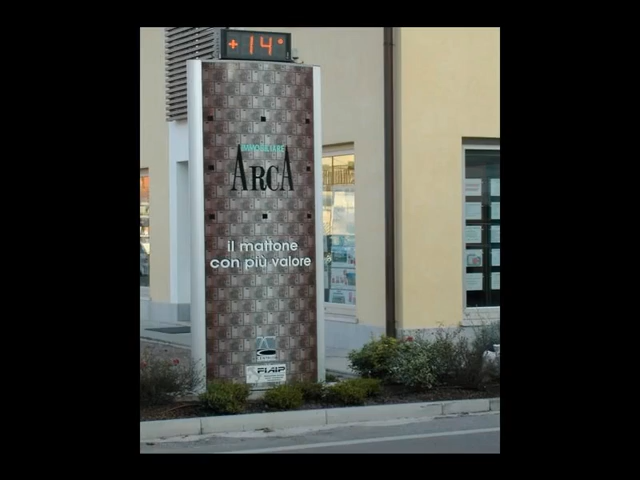 +14°
IMMOBILIARE
ARCA
il mattone
con più valore
FIAIP